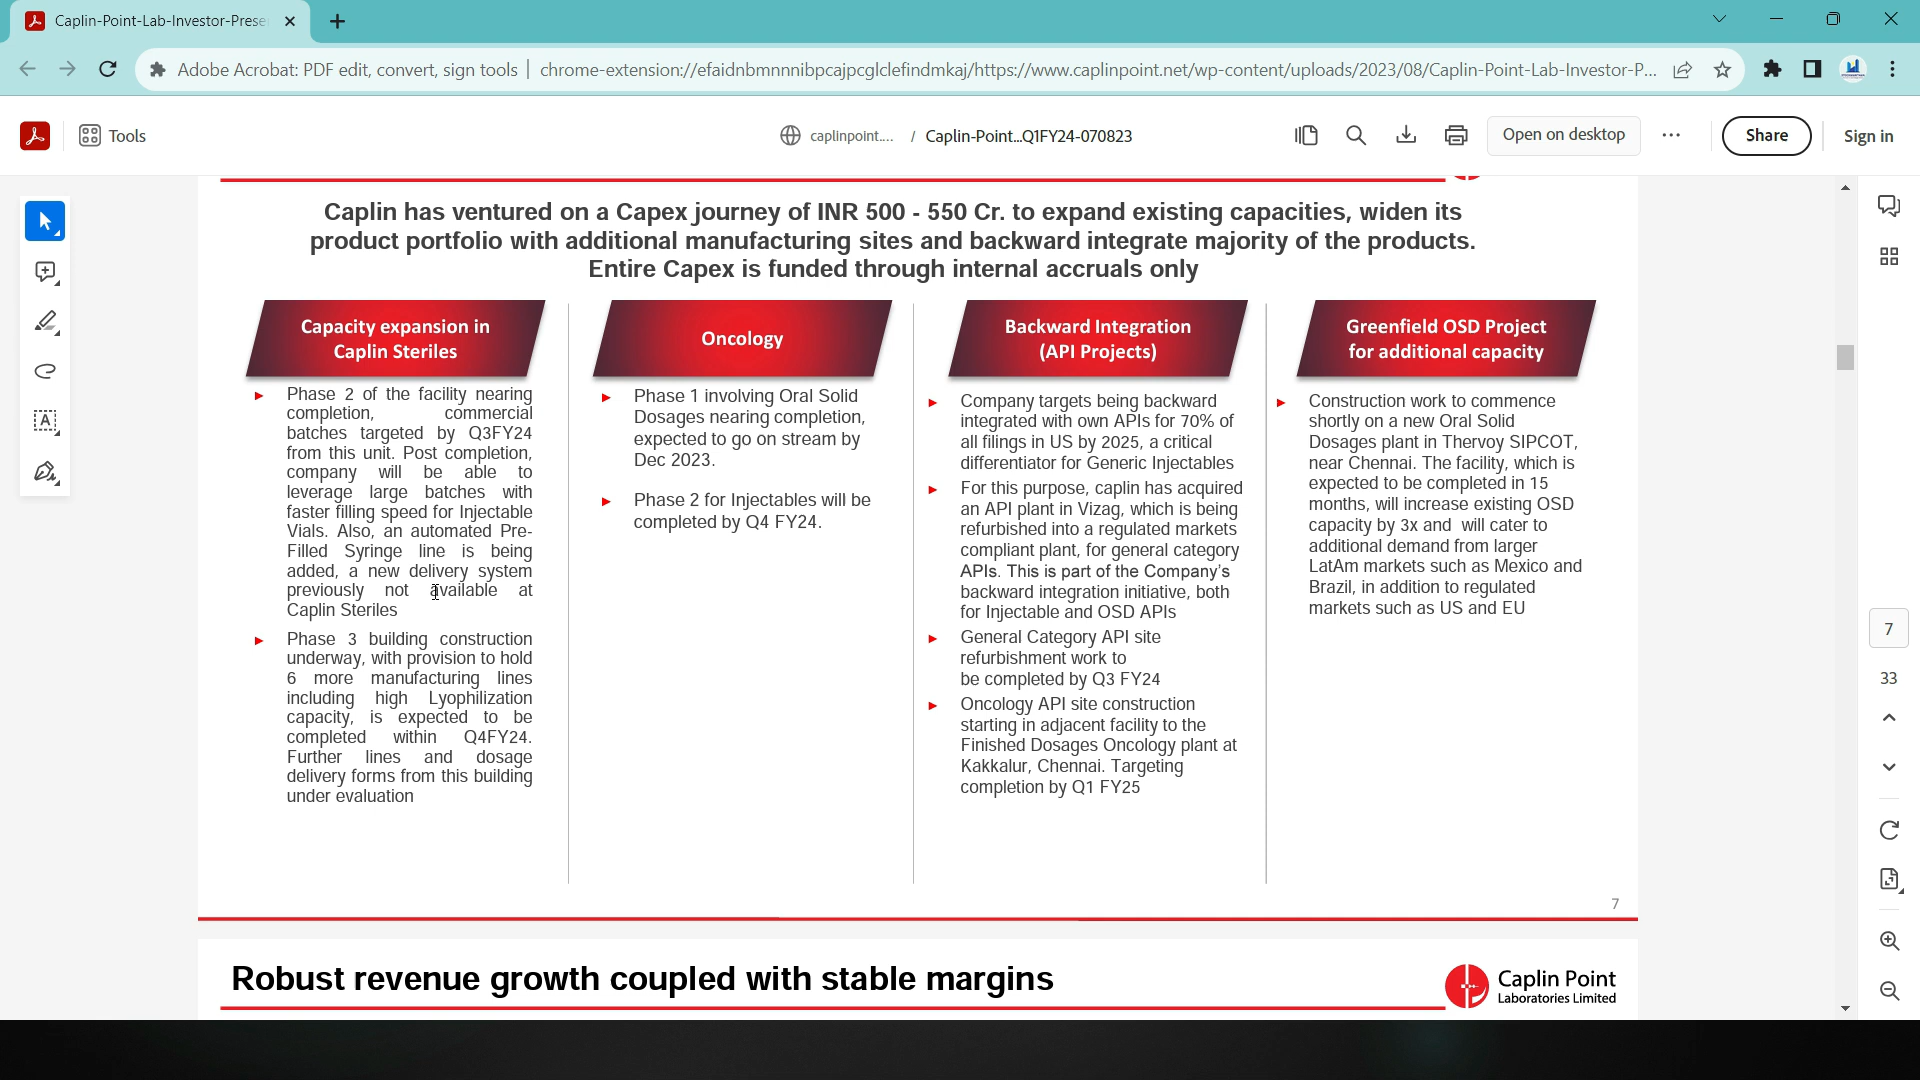 Caplin-Point-Lab-Investor-Prese
Adobe Acrobat: PDF edit, convert, sign tools | chrome-extension://efaidnbmnnnibpcajpcglclefindmkaj/https://www.caplinpoint.net/wp-content/uploads/2023/08/Caplin-Point-Lab-Investor-P...
Tools
caplinpoint.... / Caplin-Point...Q1FY24-070823
Open on desktop
Share
Sign in
Caplin has ventured on a Capex journey of INR 500 - 550 Cr. to expand existing capacities, widen its
product portfolio with additional manufacturing sites and backward integrate majority of the products.
Entire Capex is funded through internal accruals only
Capacity expansion in
Caplin Steriles
Phase 2 of the facility nearing
completion, commercial
batches targeted by Q3FY24
from this unit. Post completion,
company will be able to
leverage large batches with
faster filling speed for Injectable
Vials. Also, an automated Pre-
Filled Syringe line is being
added, a new delivery system
previously not available at
Caplin Steriles
Phase 3 building construction
underway, with provision to hold
6 more manufacturing lines
including high Lyophilization
capacity, is expected to be
completed within Q4FY24.
Further lines and dosage
delivery forms from this building
under evaluation
Oncology
Phase 1 involving Oral Solid
Dosages nearing completion,
expected to go on stream by
Dec 2023.
Phase 2 for Injectables will be
completed by Q4 FY24.
Backward Integration
(API Projects)
Company targets being backward
integrated with own APIs for 70% of
all filings in US by 2025, a critical
differentiator for Generic Injectables
For this purpose, caplin has acquired
an API plant in Vizag, which is being
refurbished into a regulated markets
compliant plant, for general category
APIs. This is part of the Company's
backward integration initiative, both
for Injectable and OSD APIs
General Category API site
refurbishment work to
be completed by Q3 FY24
Oncology API site construction
starting in adjacent facility to the
Finished Dosages Oncology plant at
Kakkalur, Chennai. Targeting
completion by Q1 FY25
Greenfield OSD Project
for additional capacity
Construction work to commence
shortly on a new Oral Solid
Dosages plant in Thervoy SIPCOT,
near Chennai. The facility, which is
expected to be completed in 15
months, will increase existing OSD
capacity by 3x and will cater to
additional demand from larger
LatAm markets such as Mexico and
Brazil, in addition to regulated
markets such as US and EU
7
7
33
Robust revenue growth coupled with stable margins
Caplin Point
Laboratories Limited